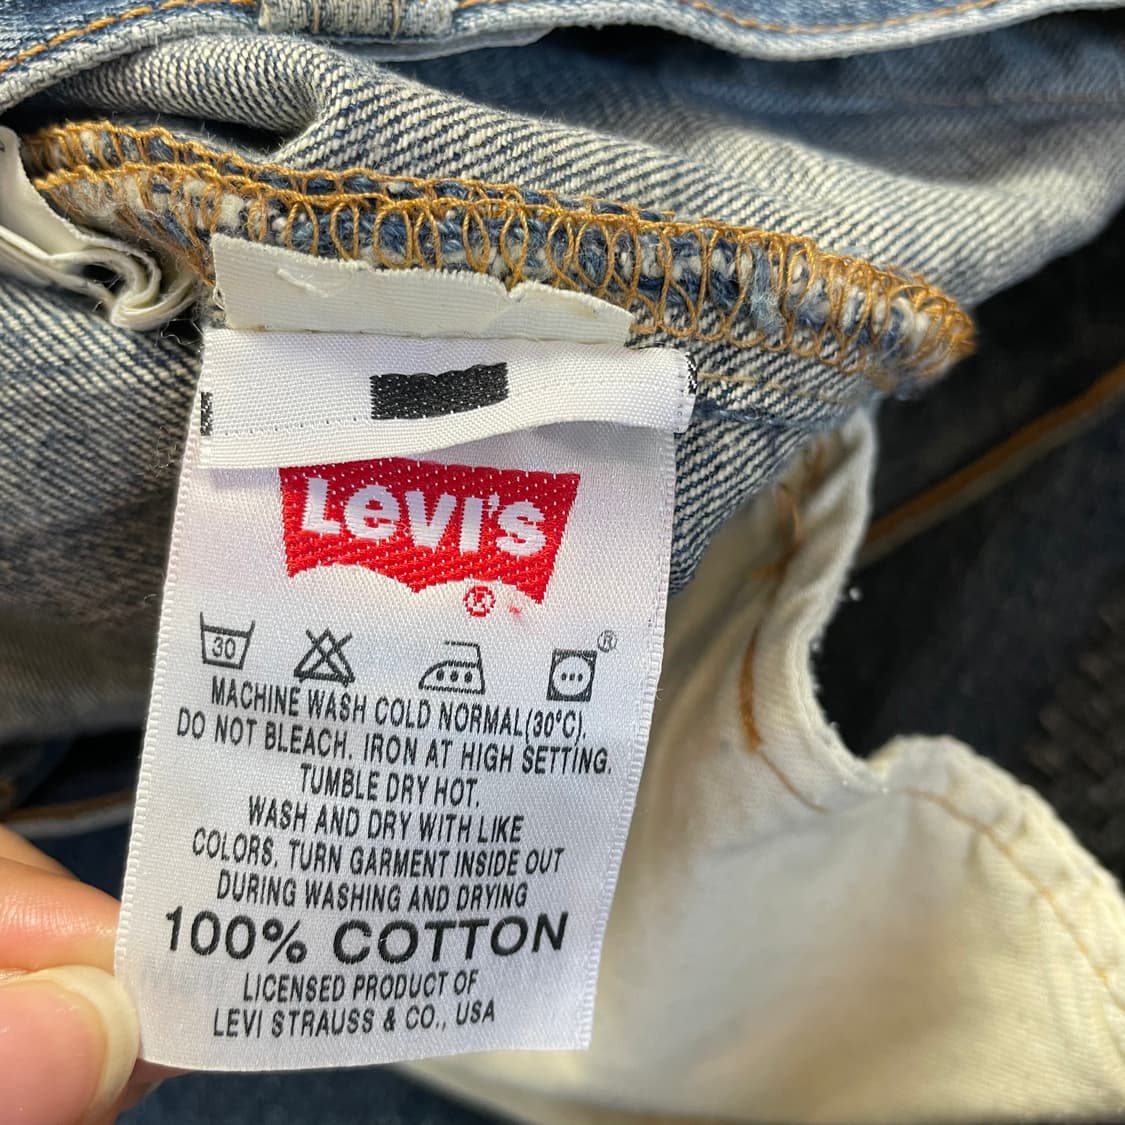 Levi's
®
30 ®
MACHINE WASH COLD NORMAL(30°C).
DO NOT BLEACH. IRON AT HIGH SETTING.
TUMBLE DRY HOT.
WASH AND DRY WITH LIKE
COLORS. TURN GARMENT INSIDE OUT
DURING WASHING AND DRYING
100% COTTON
LICENSED PRODUCT OF
LEVI STRAUSS & CO., USA